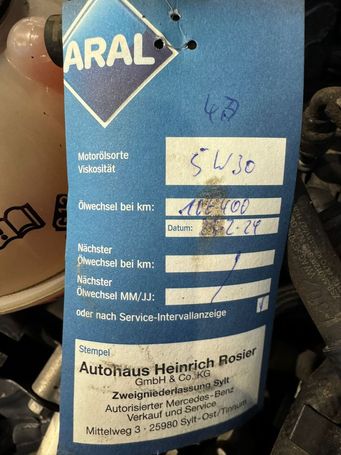 ARAL
Motorölsorte
Viskosität
5W30
Ölwechsel bei km:
Datum:
Nächster
Ölwechsel bei km:
Nächster
Ölwechsel MM/JJ:
oder nach Service-Intervallanzeige
Stempel
Autohaus Heinrich Rosier
GmbH & Co. KG
Zweigniederlassung Sylt
Autorisierter Mercedes-Benz
Verkauf und Service
Mittelweg 3 · 25980 Sylt-Ost/Tinnum
G12